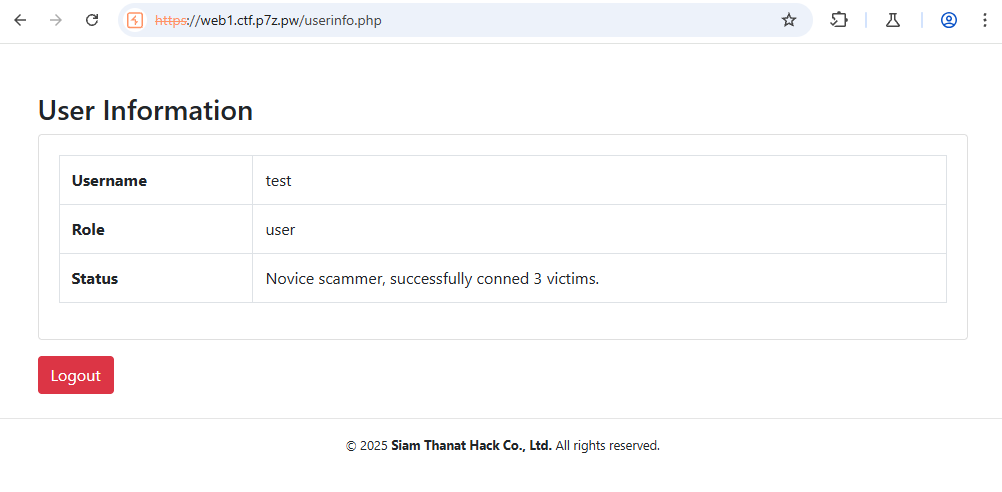 https://web1.ctf.p7z.pw/userinfo.php
User Information
Username test
Role user
Status Novice scammer, successfully conned 3 victims.
Logout
© 2025 Siam Thanat Hack Co., Ltd. All rights reserved.